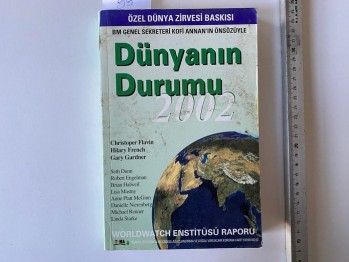 ÖZEL DÜNYA ZİRVESİ BASKISI
BM GENEL SEKRETERİ KOFİ ANNAN'IN ÖNSÖZÜYLE
Dünyanın
Durumu
2002
Christoper Flavin
Hilary French
Gary Gardner
Seth Dunn
Robert Engelman
Brian Halweil
Lisa Mastny
Anne Platt McGinn
Danielle Nierenberg
Michael Renner
Linda Starke
WORLDWATCH ENSTİTÜSÜ RAPORU